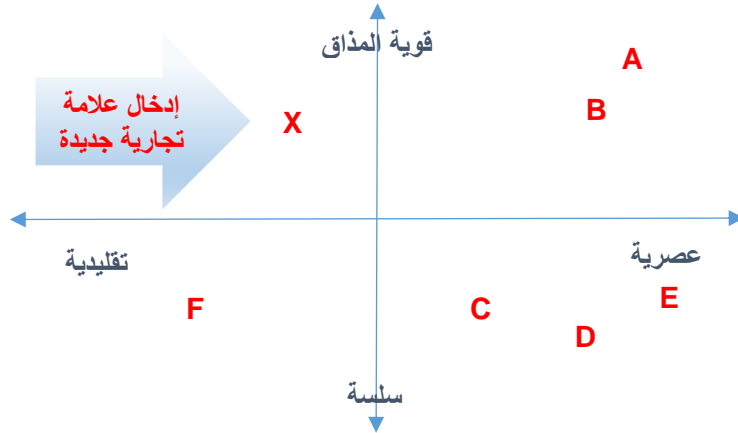 قوية المذاق
A
B
إدخال علامة
تجارية جديدة
X
عصرية
تقليدية
E
C
F
D
سلسة